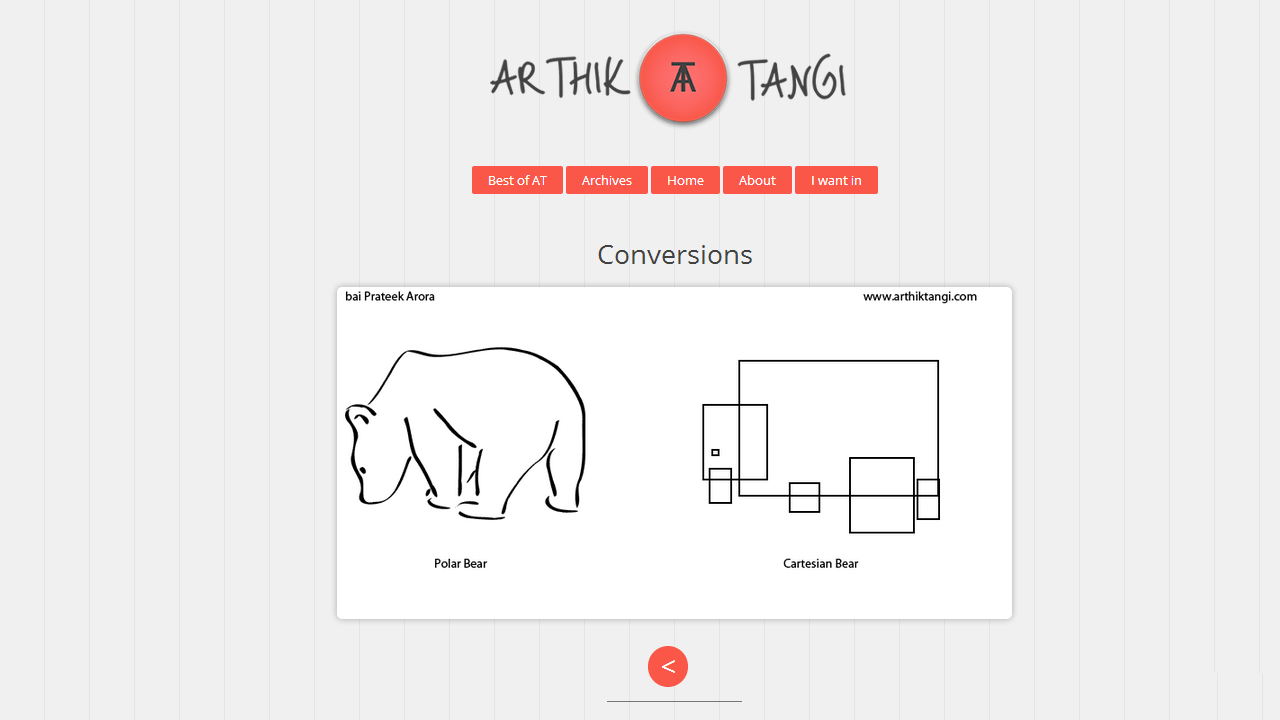 ARTHIK AT TANGI
Best of AT Archives Home About I want in
Conversions
bai Prateek Arora www.arthiktangi.com
Polar Bear Cartesian Bear
<